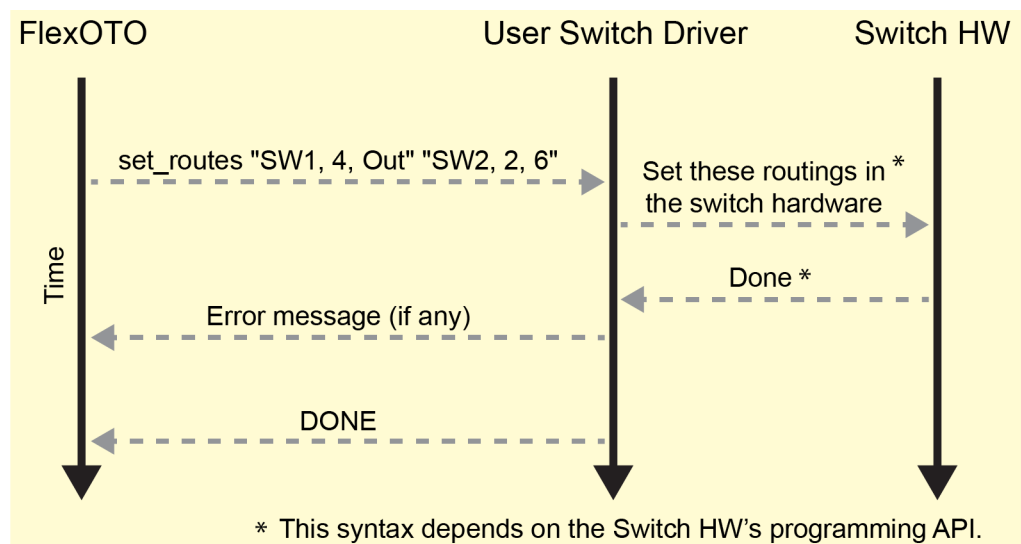 FlexOTO User Switch Driver Switch HW
set_routes "SW1, 4, Out" "SW2, 2, 6"
Set these routings in *
the switch hardware
Time
Done *
Error message (if any)
DONE
* This syntax depends on the Switch HW’s programming API.